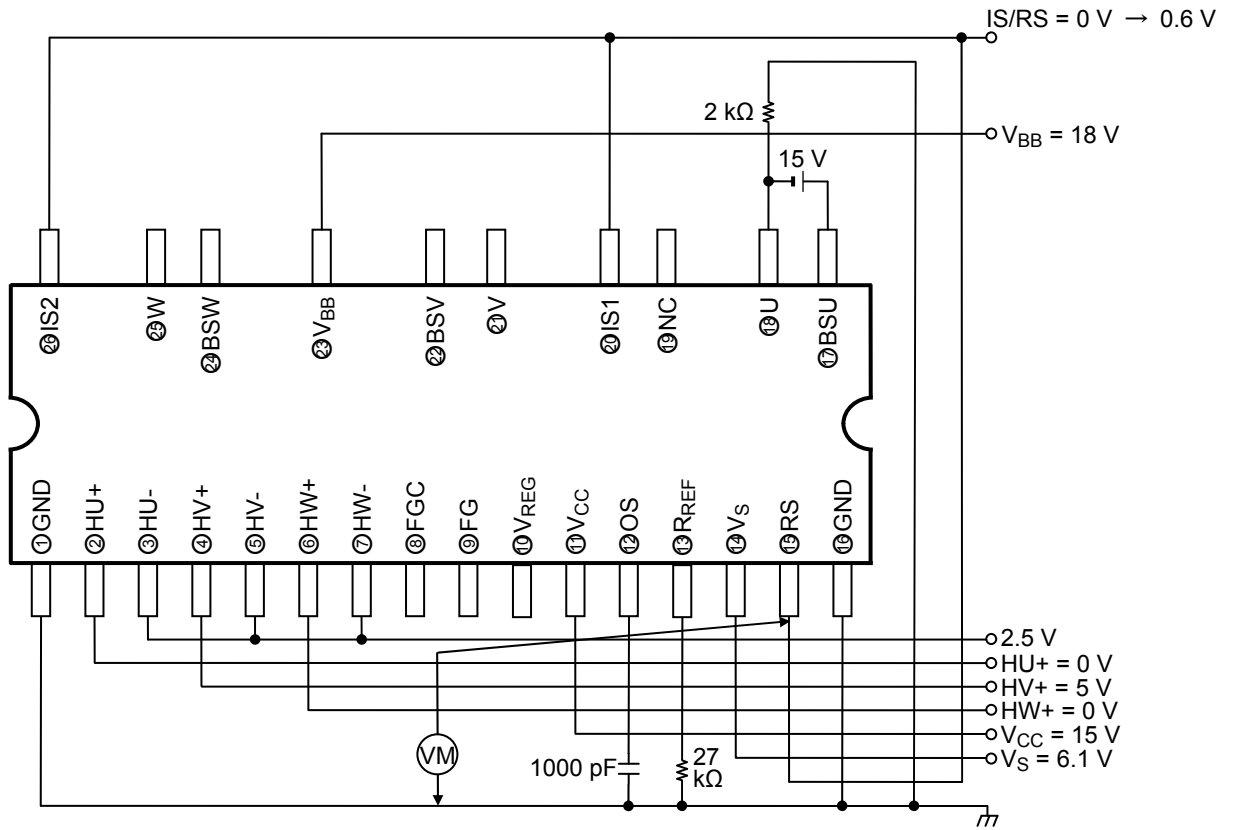 IS/RS = 0 V → 0.6 V
2 kΩ
V_BB = 18 V
15 V
㉖IS2
㉕W
㉔BSW
㉓V_BB
㉒BSV
㉑V
⑳IS1
⑲NC
⑱U
⑰BSU
①GND
②HU+
③HU-
④HV+
⑤HV-
⑥HW+
⑦HW-
⑧FGC
⑨FG
⑩V_REG
⑪V_CC
⑫OS
⑬R_REF
⑭V_S
⑮RS
⑯GND
2.5 V
HU+ = 0 V
HV+ = 5 V
HW+ = 0 V
V_CC = 15 V
V_S = 6.1 V
VM
1000 pF
27
kΩ